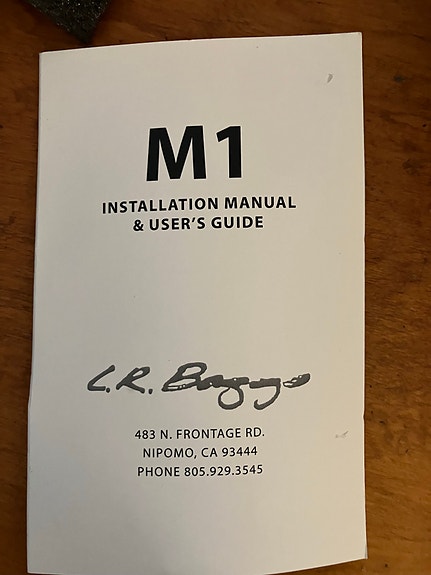 M1
INSTALLATION MANUAL
& USER'S GUIDE
L.R. Baggs
483 N. FRONTAGE RD.
NIPOMO, CA 93444
PHONE 805.929.3545